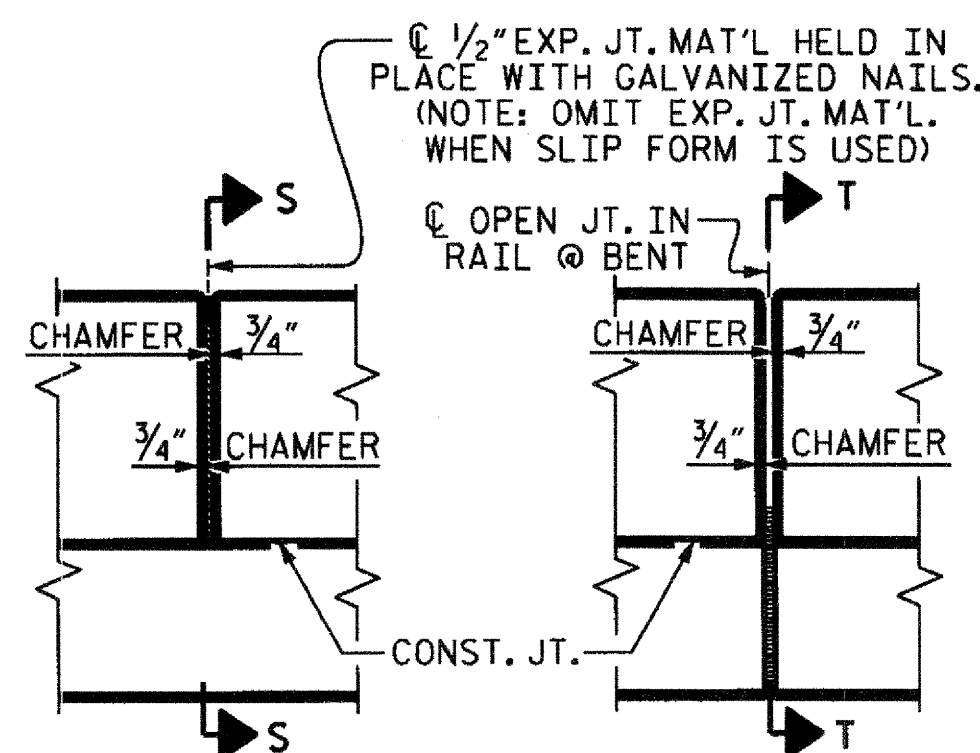 ℄ 1/2" EXP. JT. MAT'L HELD IN
PLACE WITH GALVANIZED NAILS.
(NOTE: OMIT EXP. JT. MAT'L.
WHEN SLIP FORM IS USED)
S
T
℄ OPEN JT. IN
RAIL @ BENT
CHAMFER 3/4"
CHAMFER 3/4"
3/4" CHAMFER
3/4" CHAMFER
CONST. JT.
S
T